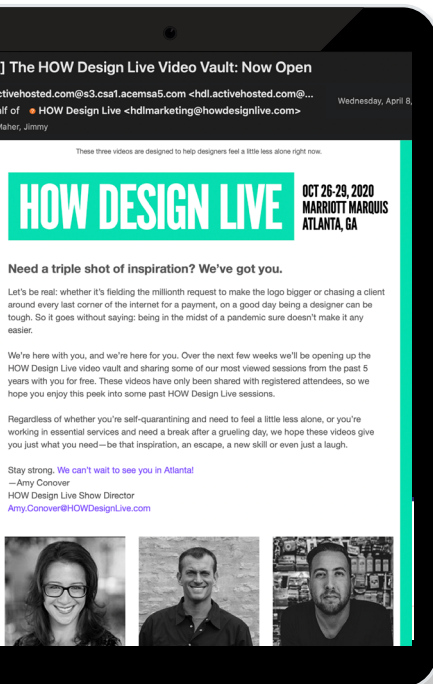 ] The HOW Design Live Video Vault: Now Open
ctivehosted.com@s3.csa1.acemsa5.com <hdl.activehosted.com@...
Wednesday, April 8,
alf of HOW Design Live <hdlmarketing@howdesignlive.com>
Maher, Jimmy
These three videos are designed to help designers feel a little less alone right now.
HOW DESIGN LIVE
OCT 26-29, 2020
MARRIOTT MARQUIS
ATLANTA, GA
Need a triple shot of inspiration? We've got you.
Let's be real: whether it's fielding the millionth request to make the logo bigger or chasing a client
around every last corner of the internet for a payment, on a good day being a designer can be
tough. So it goes without saying: being in the midst of a pandemic sure doesn't make it any
easier.
We're here with you, and we're here for you. Over the next few weeks we'll be opening up the
HOW Design Live video vault and sharing some of our most viewed sessions from the past 5
years with you for free. These videos have only been shared with registered attendees, so we
hope you enjoy this peek into some past HOW Design Live sessions.
Regardless of whether you're self-quarantining and need to feel a little less alone, or you're
working in essential services and need a break after a grueling day, we hope these videos give
you just what you need—be that inspiration, an escape, a new skill or even just a laugh.
Stay strong. We can't wait to see you in Atlanta!
—Amy Conover
HOW Design Live Show Director
Amy.Conover@HOWDesignLive.com